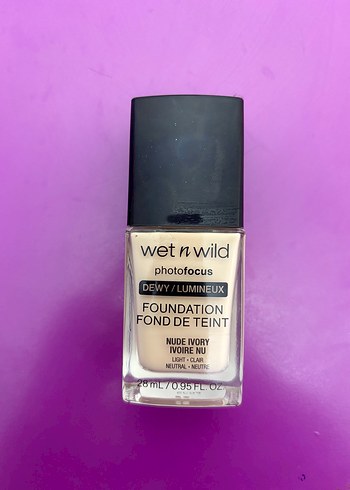 wet n wild
photofocus
DEWY / LUMINEUX
FOUNDATION
FOND DE TEINT
NUDE IVORY
IVOIRE NU
LIGHT • CLAIR
NEUTRAL • NEUTRE
28 mL / 0.95 FL. OZ.